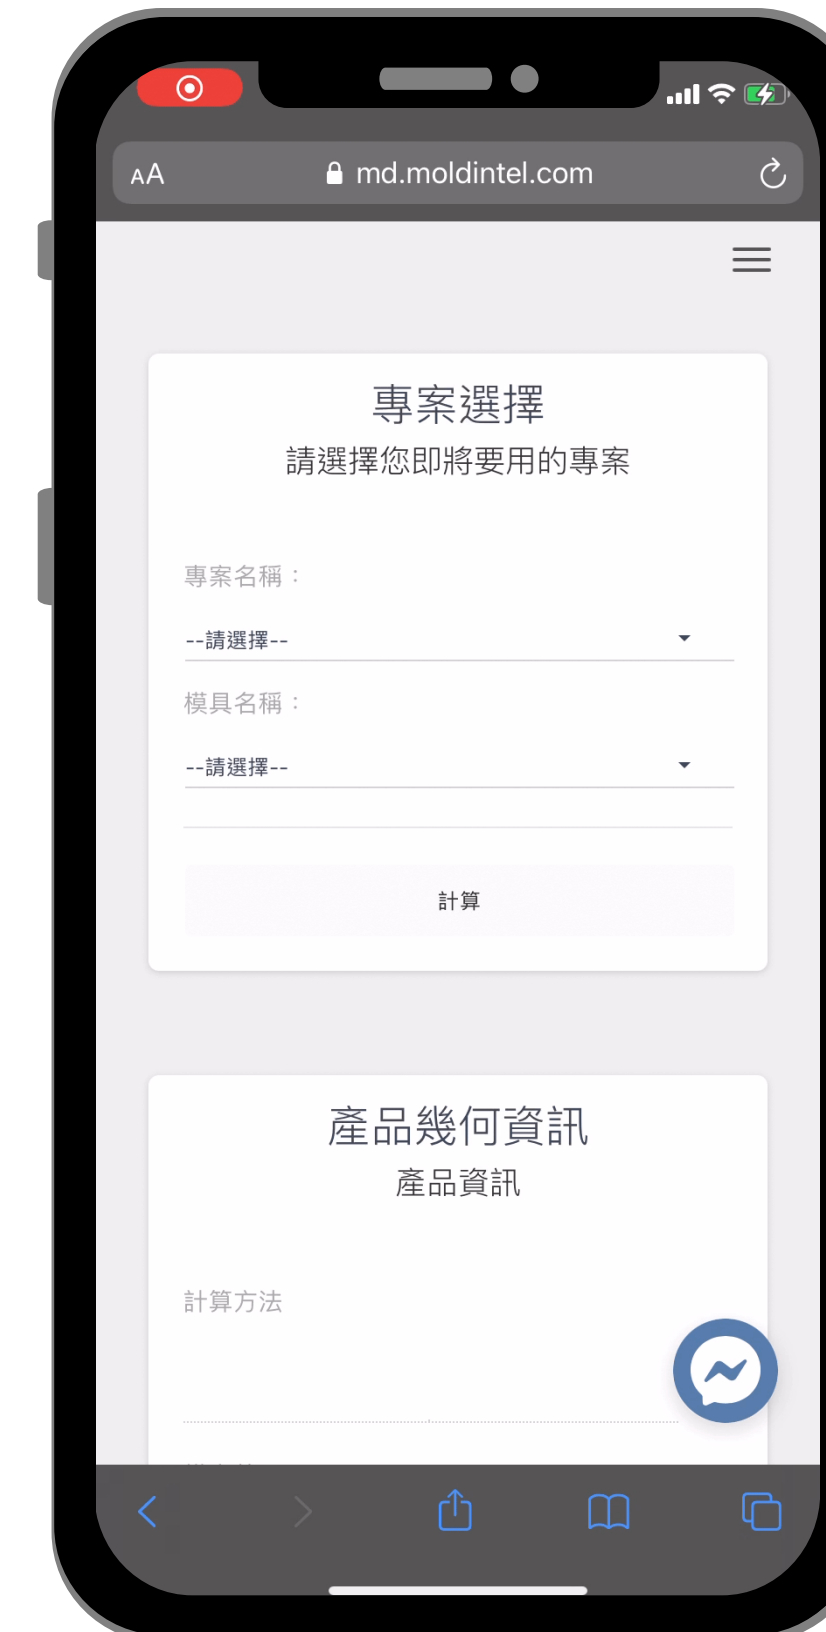 AA md.moldintel.com
專案選擇
請選擇您即將要用的專案
專案名稱：
--請選擇--
模具名稱：
--請選擇--
計算
產品幾何資訊
產品資訊
計算方法